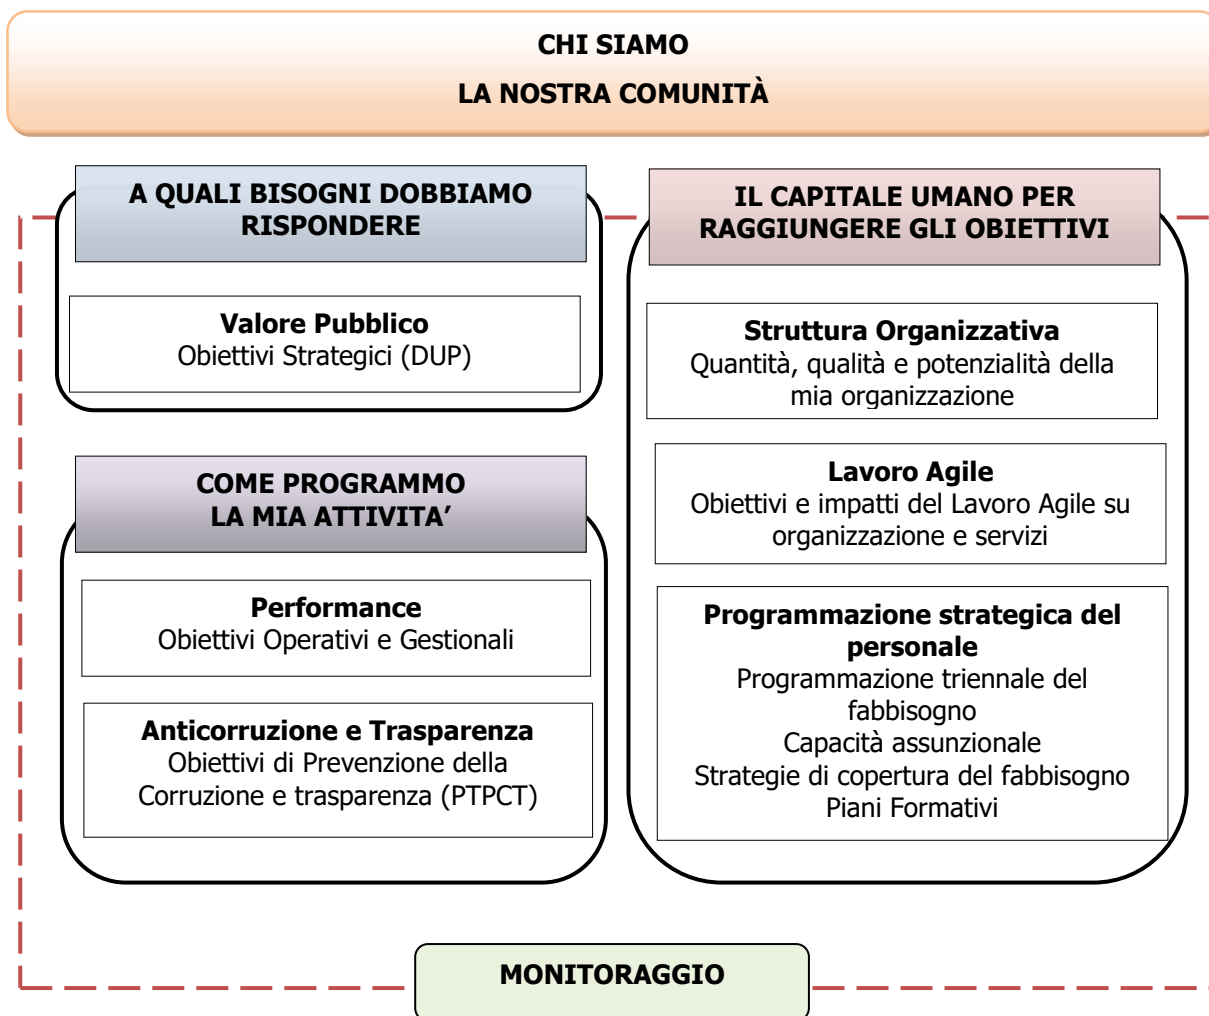 CHI SIAMO
LA NOSTRA COMUNITÀ
A QUALI BISOGNI DOBBIAMO
RISPONDERE
Valore Pubblico
Obiettivi Strategici (DUP)
COME PROGRAMMO
LA MIA ATTIVITA’
Performance
Obiettivi Operativi e Gestionali
Anticorruzione e Trasparenza
Obiettivi di Prevenzione della
Corruzione e trasparenza (PTPCT)
IL CAPITALE UMANO PER
RAGGIUNGERE GLI OBIETTIVI
Struttura Organizzativa
Quantità, qualità e potenzialità della
mia organizzazione
Lavoro Agile
Obiettivi e impatti del Lavoro Agile su
organizzazione e servizi
Programmazione strategica del
personale
Programmazione triennale del
fabbisogno
Capacità assunzionale
Strategie di copertura del fabbisogno
Piani Formativi
MONITORAGGIO